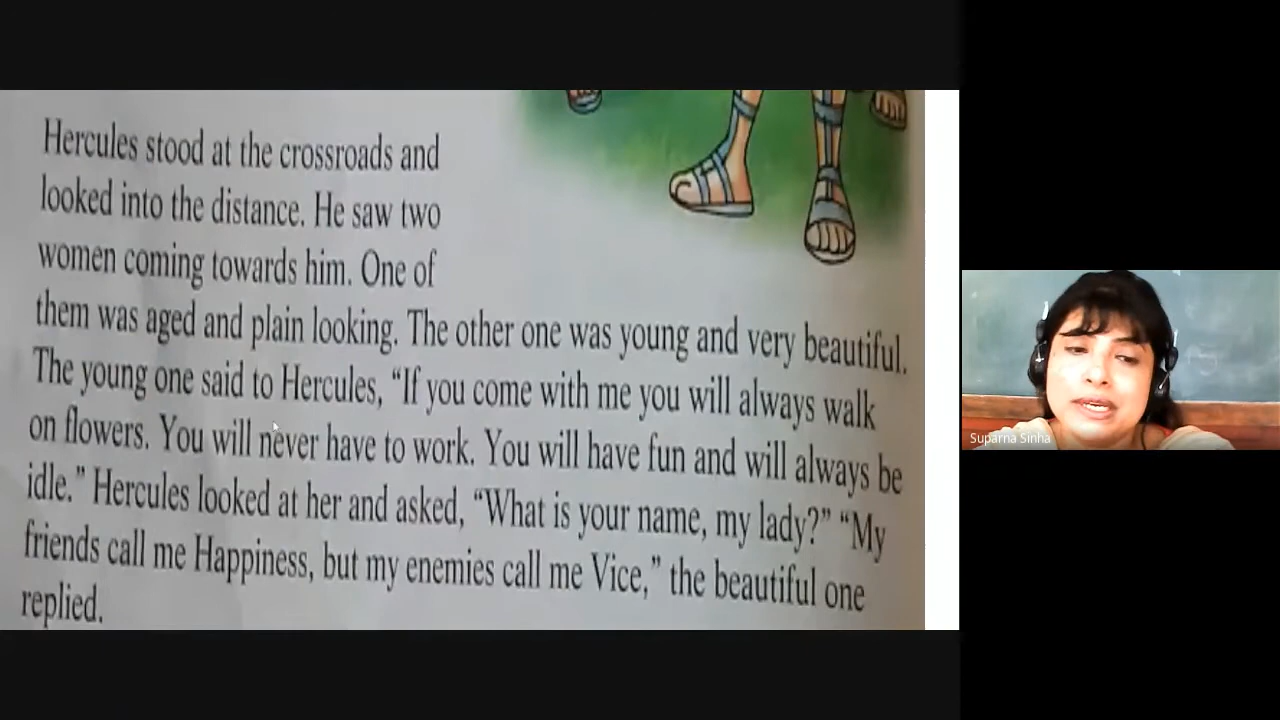 Hercules stood at the crossroads and
looked into the distance. He saw two
women coming towards him. One of
them was aged and plain looking. The other one was young and very beautiful.
The young one said to Hercules, “If you come with me you will always walk
on flowers. You will never have to work. You will have fun and will always be
idle.” Hercules looked at her and asked, “What is your name, my lady?” “My
friends call me Happiness, but my enemies call me Vice,” the beautiful one
replied.
Suparna Sinha